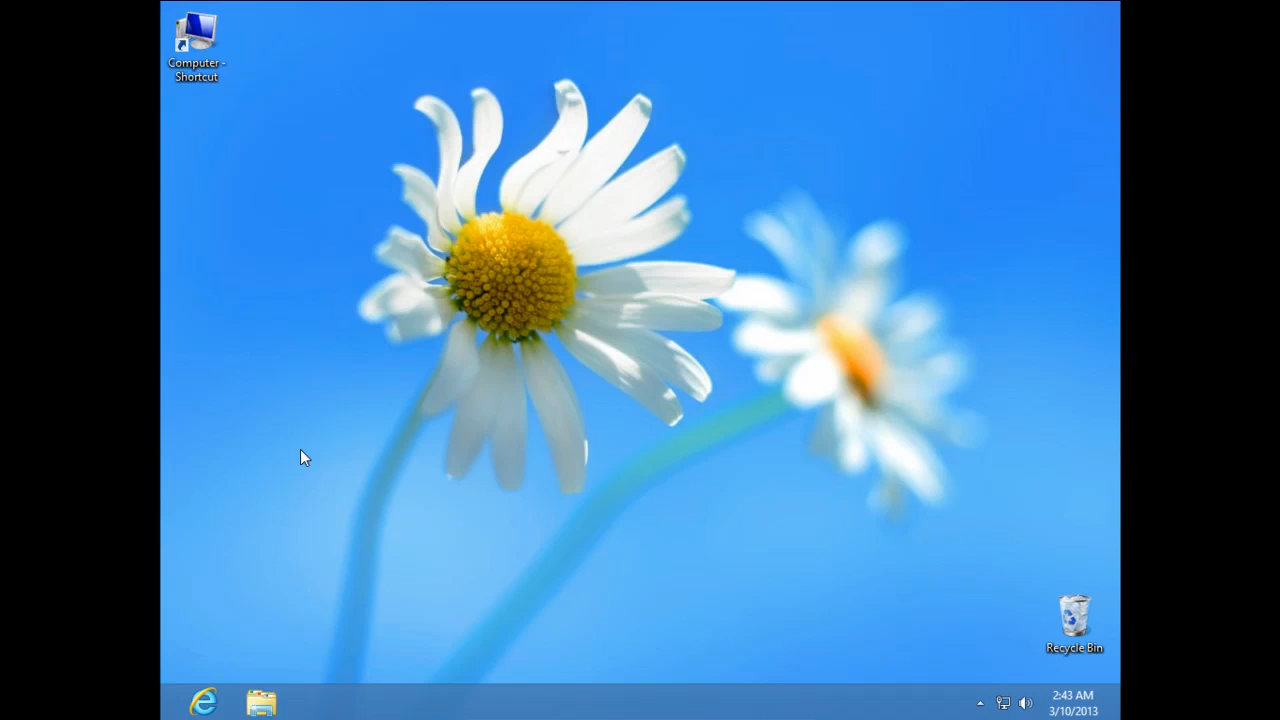 Computer -
Shortcut
Recycle Bin
2:43 AM
3/10/2013